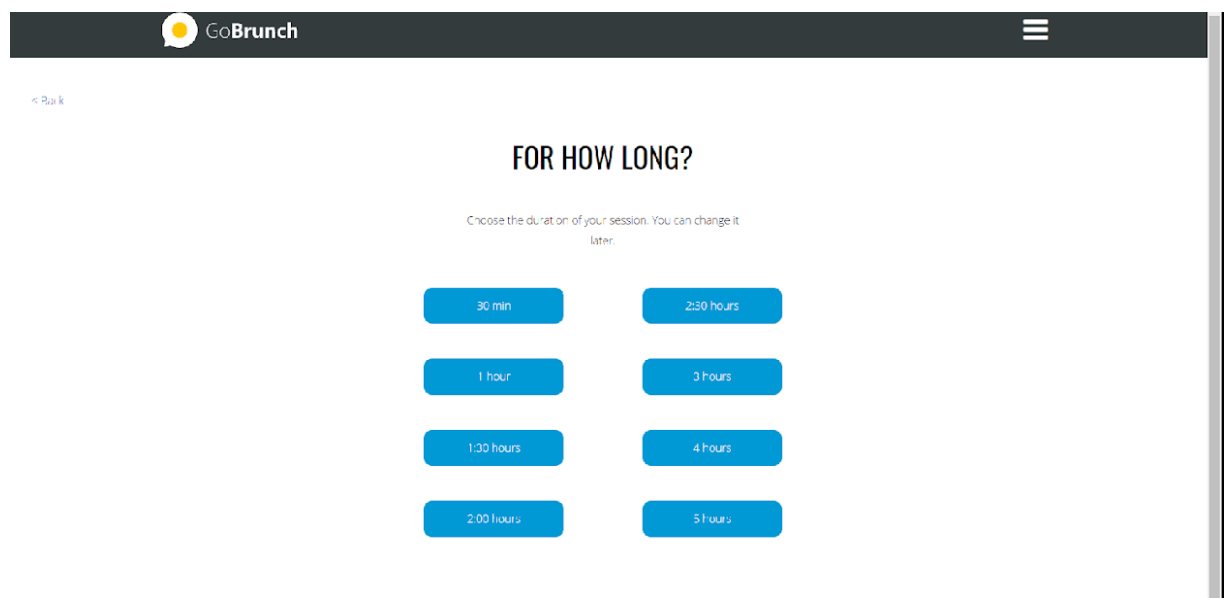 GoBrunch
< Back
FOR HOW LONG?
Choose the duration of your session. You can change it
later.
30 min
2:30 hours
1 hour
3 hours
1:30 hours
4 hours
2:00 hours
5 hours